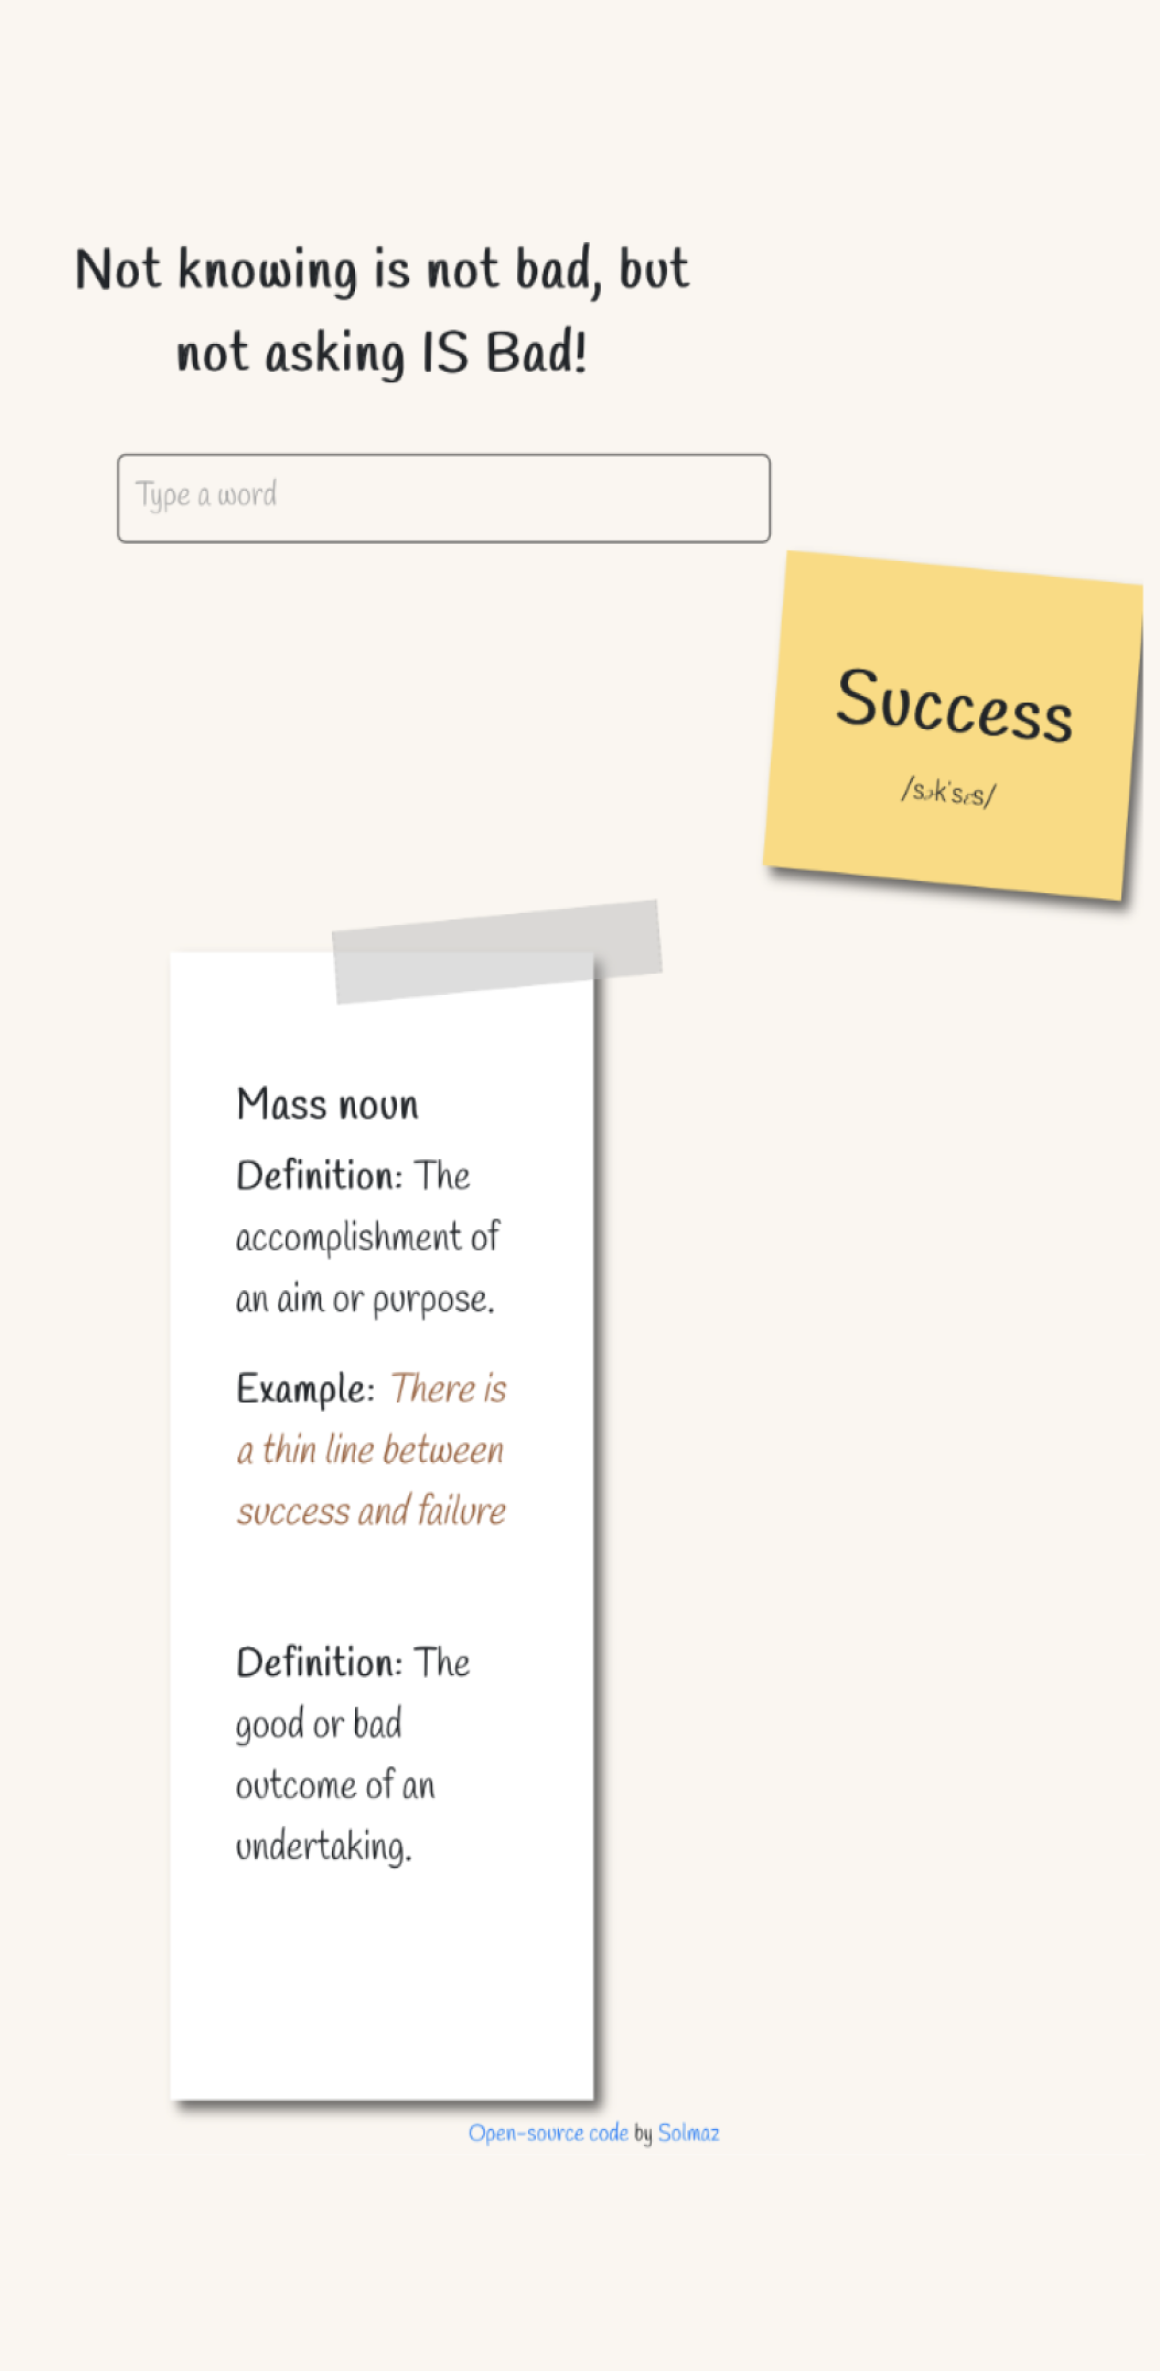 Not knowing is not bad, but
not asking IS Bad!
Type a word
Success
/səkˈsɛs/
Mass noun
Definition: The
accomplishment of
an aim or purpose.
Example: There is
a thin line between
success and failure
Definition: The
good or bad
outcome of an
undertaking.
Open-source code by Solmaz